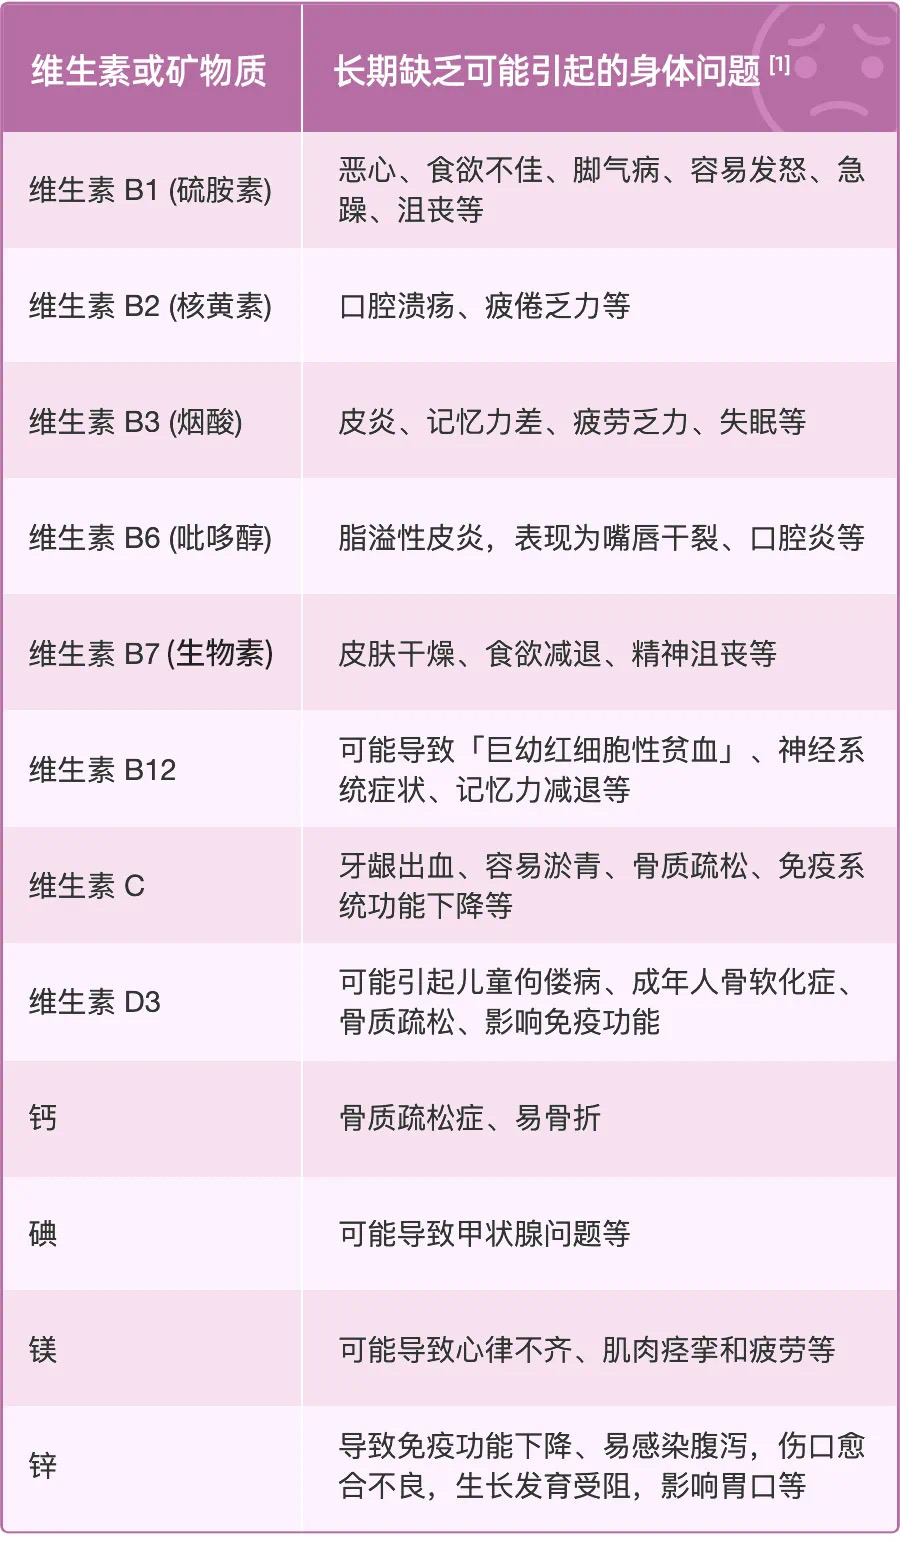 维生素或矿物质
长期缺乏可能引起的身体问题 [1]
维生素 B1 (硫胺素)
恶心、食欲不佳、脚气病、容易发怒、急
躁、沮丧等
维生素 B2 (核黄素)
口腔溃疡、疲倦乏力等
维生素 B3 (烟酸)
皮炎、记忆力差、疲劳乏力、失眠等
维生素 B6 (吡哆醇)
脂溢性皮炎，表现为嘴唇干裂、口腔炎等
维生素 B7 (生物素)
皮肤干燥、食欲减退、精神沮丧等
维生素 B12
可能导致「巨幼红细胞性贫血」、神经系
统症状、记忆力减退等
维生素 C
牙龈出血、容易淤青、骨质疏松、免疫系
统功能下降等
维生素 D3
可能引起儿童佝偻病、成年人骨软化症、
骨质疏松、影响免疫功能
钙
骨质疏松症、易骨折
碘
可能导致甲状腺问题等
镁
可能导致心律不齐、肌肉痉挛和疲劳等
锌
导致免疫功能下降、易感染腹泻，伤口愈
合不良，生长发育受阻，影响胃口等